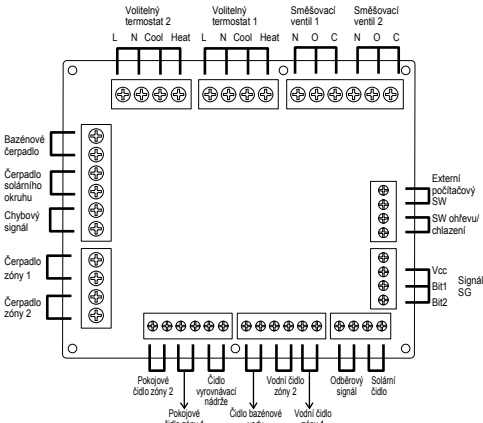 Volitelný
termostat 2
Volitelný
termostat 1
Směšovací
ventil 1
Směšovací
ventil 2
L N Cool Heat
L N Cool Heat
N O C
N O C
Bazénové
čerpadlo
Čerpadlo
solárního
okruhu
Chybový
signál
Čerpadlo
zóny 1
Čerpadlo
zóny 2
Externí
počítačový
SW
SW ohřevu/
chlazení
Vcc
Bit1
Bit2
Signál
SG
Pokojové
čidlo zóny 2
Čidlo
vyrovnávací
nádrže
Vodní čidlo
zóny 2
Odběrový
signál
Solární
čidlo
Pokojové
Čidlo bazénové
Vodní čidlo